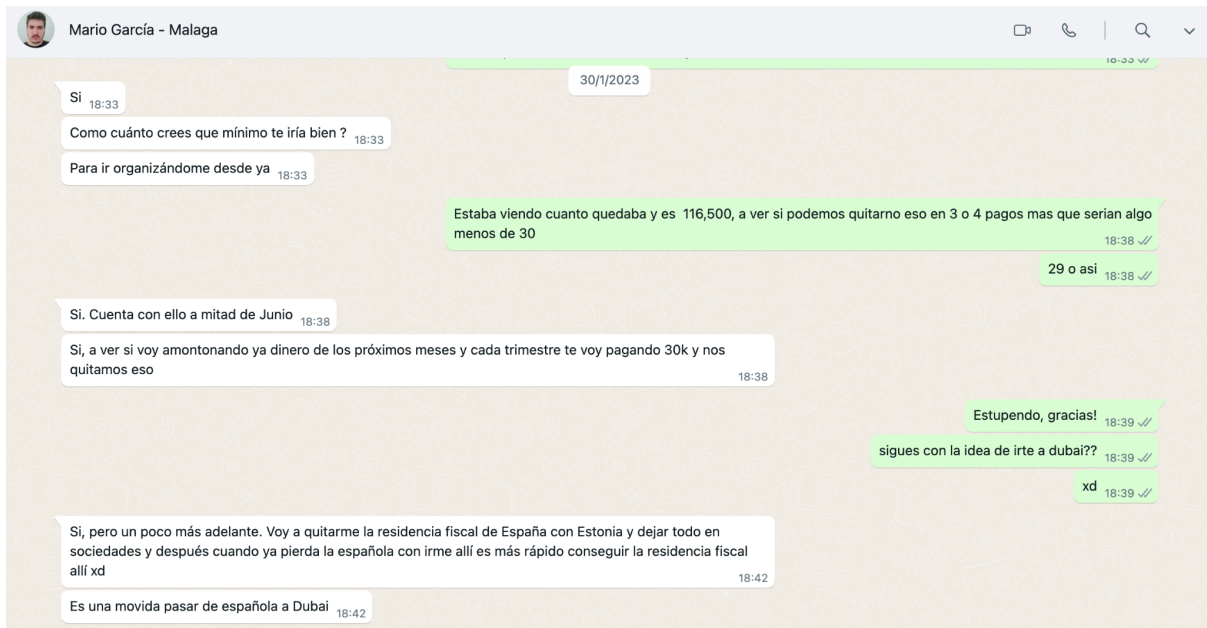 Mario García - Malaga
18:33
30/1/2023
Si 18:33
Como cuánto crees que mínimo te iría bien ? 18:33
Para ir organizándome desde ya 18:33
Estaba viendo cuanto quedaba y es 116,500, a ver si podemos quitarno eso en 3 o 4 pagos mas que serian algo
menos de 30
18:38
29 o asi 18:38
Si. Cuenta con ello a mitad de Junio 18:38
Si, a ver si voy amontonando ya dinero de los próximos meses y cada trimestre te voy pagando 30k y nos
quitamos eso
18:38
Estupendo, gracias! 18:39
sigues con la idea de irte a dubai?? 18:39
xd 18:39
Si, pero un poco más adelante. Voy a quitarme la residencia fiscal de España con Estonia y dejar todo en
sociedades y después cuando ya pierda la española con irme allí es más rápido conseguir la residencia fiscal
allí xd
18:42
Es una movida pasar de española a Dubai 18:42